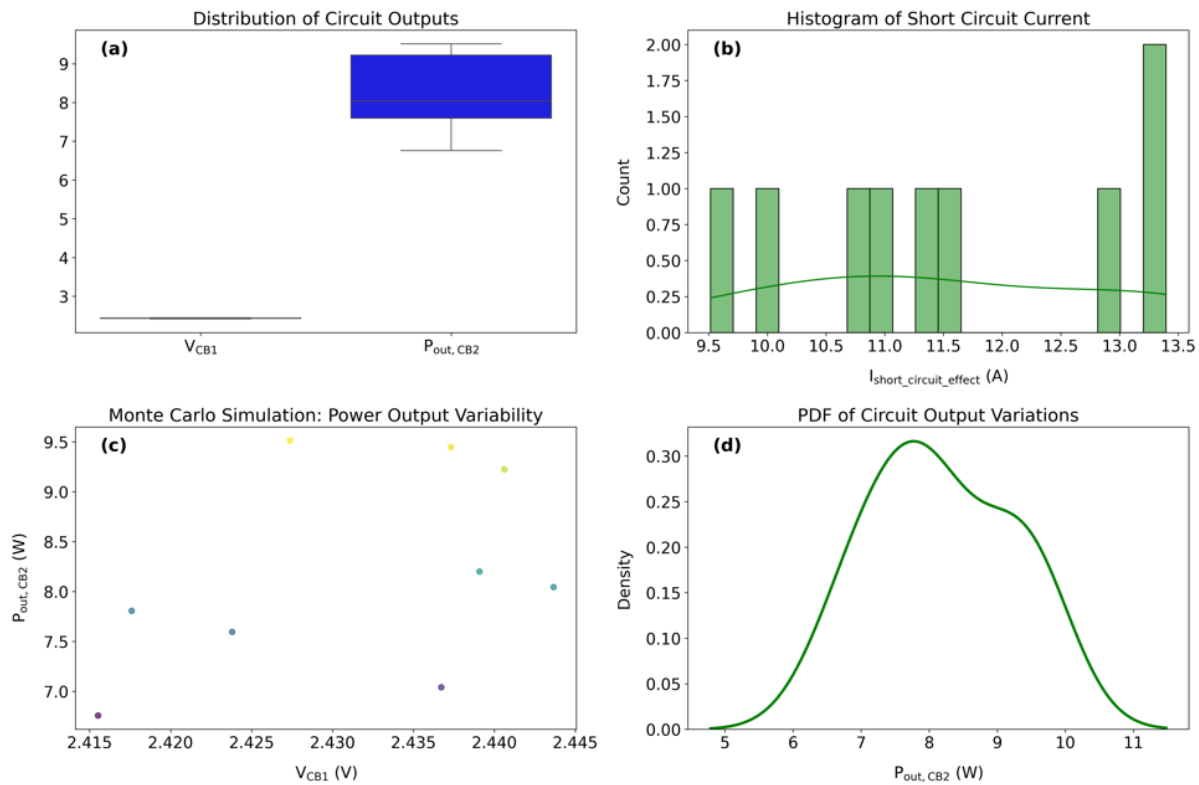 Distribution of Circuit Outputs
(a)
9
8
7
6
5
4
3
V_CB1
P_out, CB2
Histogram of Short Circuit Current
(b)
2.00
1.75
1.50
1.25
1.00
0.75
0.50
0.25
0.00
Count
9.5 10.0 10.5 11.0 11.5 12.0 12.5 13.0 13.5
I_short_circuit_effect (A)
Monte Carlo Simulation: Power Output Variability
(c)
9.5
9.0
8.5
8.0
7.5
7.0
P_out, CB2 (W)
2.415 2.420 2.425 2.430 2.435 2.440 2.445
V_CB1 (V)
PDF of Circuit Output Variations
(d)
0.30
0.25
0.20
0.15
0.10
0.05
0.00
Density
5 6 7 8 9 10 11
P_out, CB2 (W)